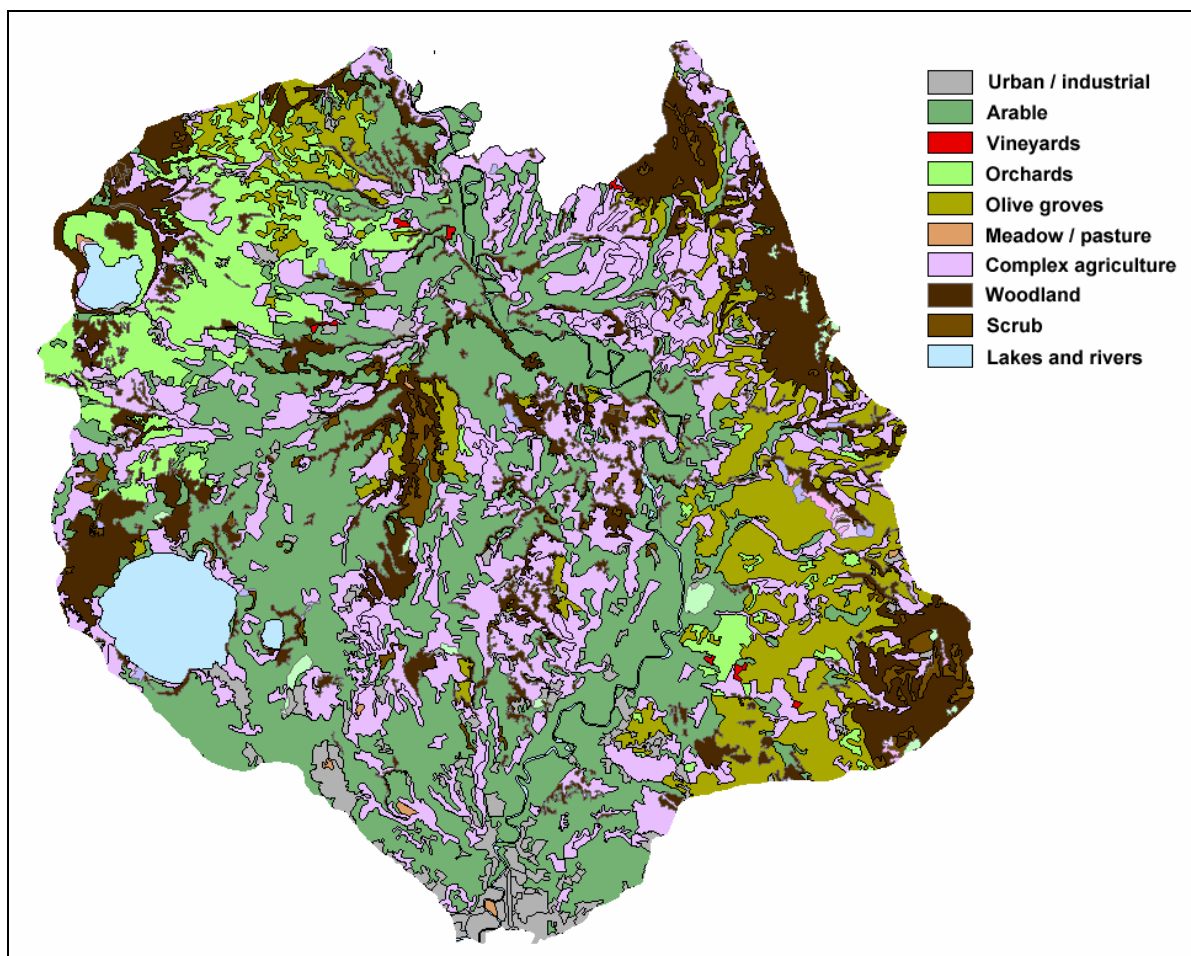 Urban / industrial
Arable
Vineyards
Orchards
Olive groves
Meadow / pasture
Complex agriculture
Woodland
Scrub
Lakes and rivers